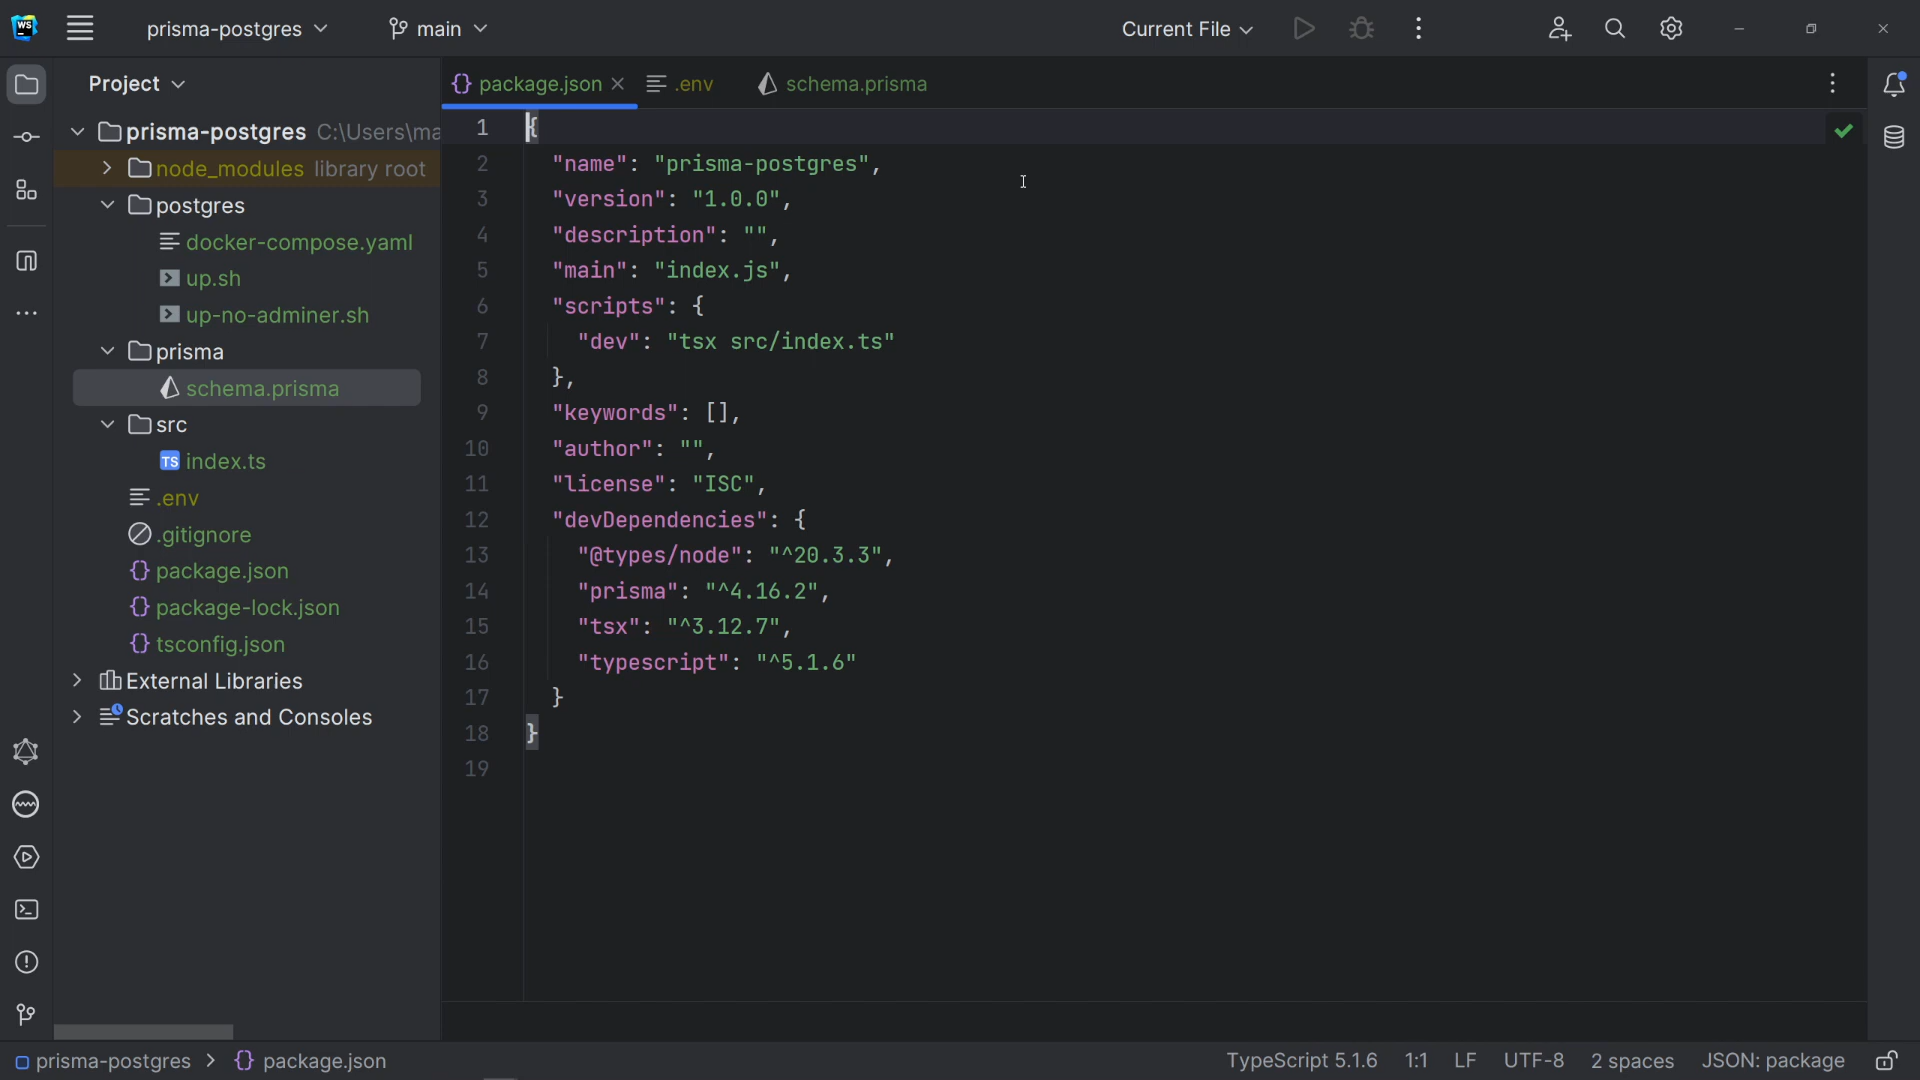 WS
prisma-postgres
main
Current File
Project
package.json
.env
schema.prisma
prisma-postgres C:\Users\ma
node_modules library root
postgres
docker-compose.yaml
up.sh
up-no-adminer.sh
prisma
schema.prisma
src
TS index.ts
.env
.gitignore
{} package.json
{} package-lock.json
{} tsconfig.json
External Libraries
Scratches and Consoles
1 {
2 "name": "prisma-postgres",
3 "version": "1.0.0",
4 "description": "",
5 "main": "index.js",
6 "scripts": {
7 "dev": "tsx src/index.ts"
8 },
9 "keywords": [],
10 "author": "",
11 "license": "ISC",
12 "devDependencies": {
13 "@types/node": "^20.3.3",
14 "prisma": "^4.16.2",
15 "tsx": "^3.12.7",
16 "typescript": "^5.1.6"
17 }
18 }
19
prisma-postgres > {} package.json
TypeScript 5.1.6 1:1 LF UTF-8 2 spaces JSON: package